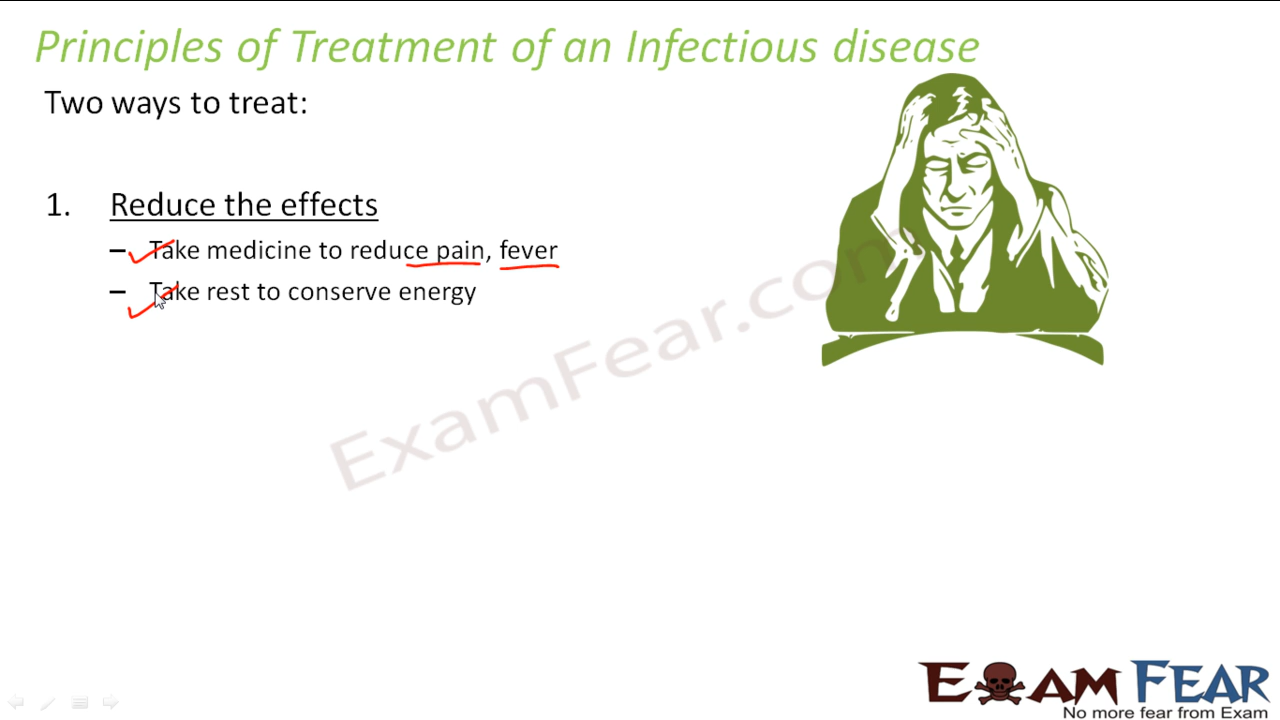 Principles of Treatment of an Infectious disease
Two ways to treat:
1. Reduce the effects
– Take medicine to reduce pain, fever
– Take rest to conserve energy
ExamFear.com
EXAM FEAR
No more fear from Exam